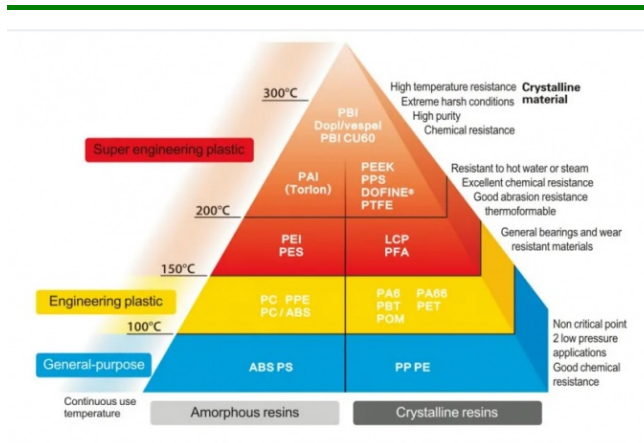 300°C
High temperature resistance
Extreme harsh conditions
High purity
Chemical resistance
Crystalline
material
PBI
Dopl/vespel
PBI CU60
Super engineering plastic
PAI
(Torlon)
PEEK
PPS
DOFINE®
PTFE
Resistant to hot water or steam
Excellent chemical resistance
Good abrasion resistance
thermoformable
200°C
PEI
PES
LCP
PFA
General bearings and wear
resistant materials
150°C
Engineering plastic
PC PPE
PC / ABS
PA6 PA66
PBT PET
POM
100°C
Non critical point
2 low pressure
applications
Good chemical
resistance
General-purpose
ABS PS
PP PE
Continuous use
temperature
Amorphous resins
Crystalline resins